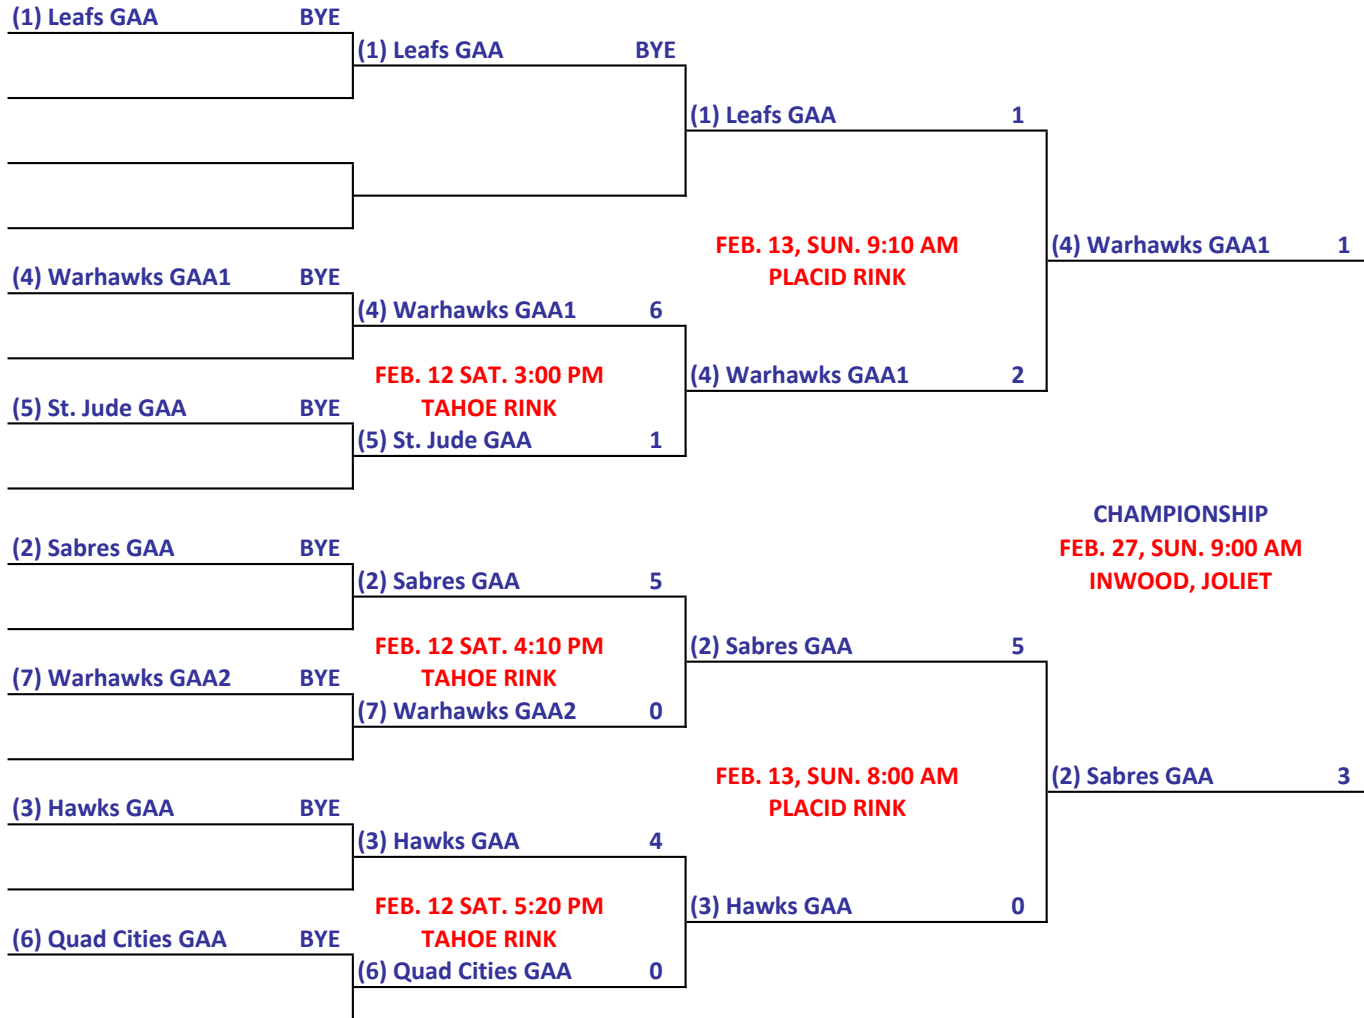 (1) Leafs GAA BYE
(1) Leafs GAA BYE
(1) Leafs GAA 1
FEB. 13, SUN. 9:10 AM
PLACID RINK
(4) Warhawks GAA1 1
(4) Warhawks GAA1 BYE
(4) Warhawks GAA1 6
FEB. 12 SAT. 3:00 PM
TAHOE RINK
(4) Warhawks GAA1 2
(5) St. Jude GAA BYE
(5) St. Jude GAA 1
CHAMPIONSHIP
FEB. 27, SUN. 9:00 AM
INWOOD, JOLIET
(2) Sabres GAA BYE
(2) Sabres GAA 5
FEB. 12 SAT. 4:10 PM
TAHOE RINK
(2) Sabres GAA 5
(7) Warhawks GAA2 BYE
(7) Warhawks GAA2 0
FEB. 13, SUN. 8:00 AM
PLACID RINK
(2) Sabres GAA 3
(3) Hawks GAA BYE
(3) Hawks GAA 4
FEB. 12 SAT. 5:20 PM
TAHOE RINK
(3) Hawks GAA 0
(6) Quad Cities GAA BYE
(6) Quad Cities GAA 0